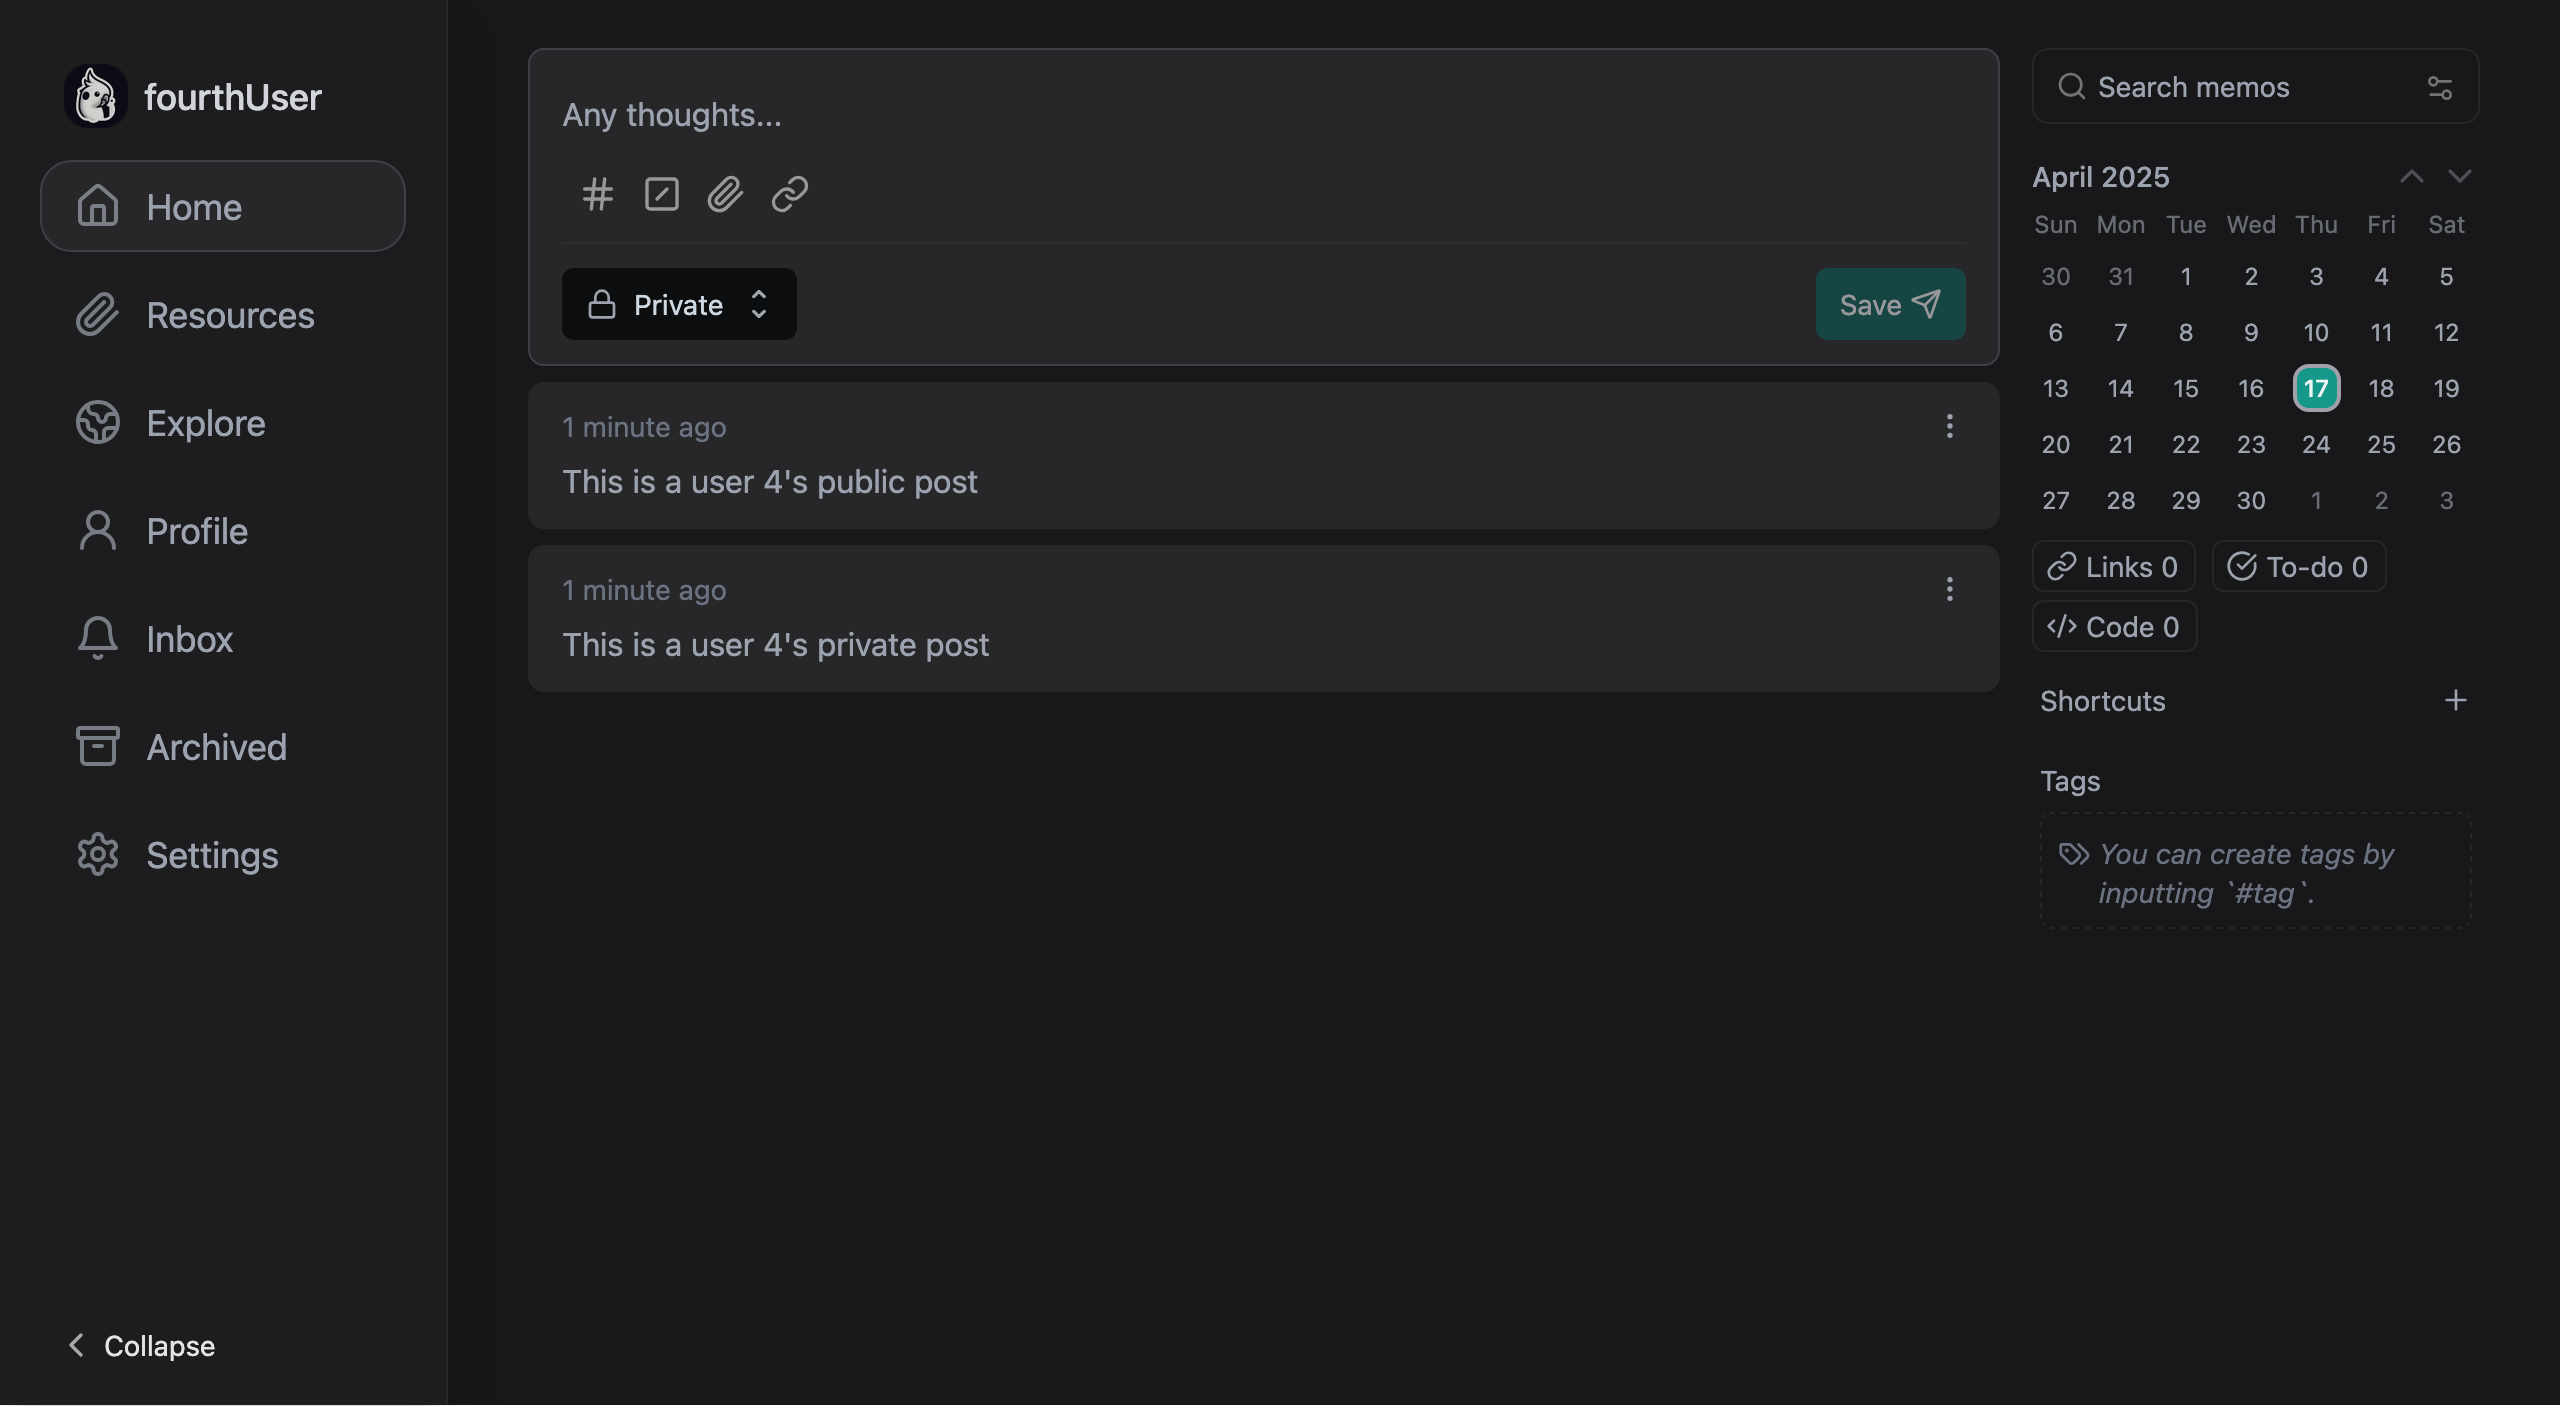 fourthUser
Home
Resources
Explore
Profile
Inbox
Archived
Settings
Collapse
Any thoughts...
Private
Save
1 minute ago
This is a user 4's public post
1 minute ago
This is a user 4's private post
Search memos
April 2025
Sun Mon Tue Wed Thu Fri Sat
30 31 1 2 3 4 5
6 7 8 9 10 11 12
13 14 15 16 17 18 19
20 21 22 23 24 25 26
27 28 29 30 1 2 3
Links 0 To-do 0
Code 0
Shortcuts
Tags
You can create tags by
inputting `#tag`.